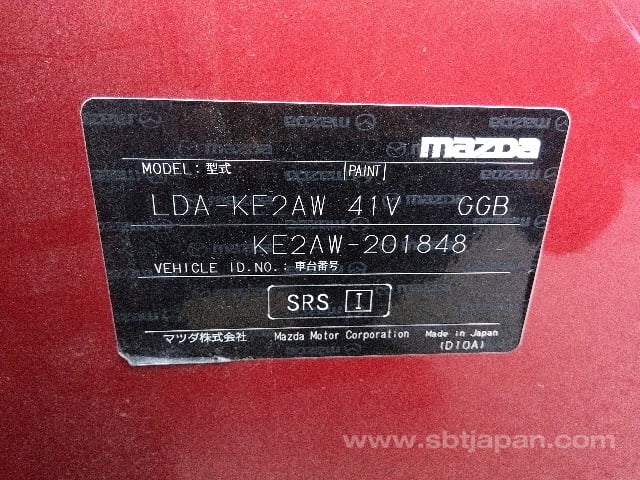 mazda
MODEL: 型式 PAINT
LDA-KE2AW 41V GGB
KE2AW-201848
VEHICLE ID.NO.: 車台番号
SRS I
マツダ株式会社 Mazda Motor Corporation Made in Japan
(D10A)
www.sbtjapan.com